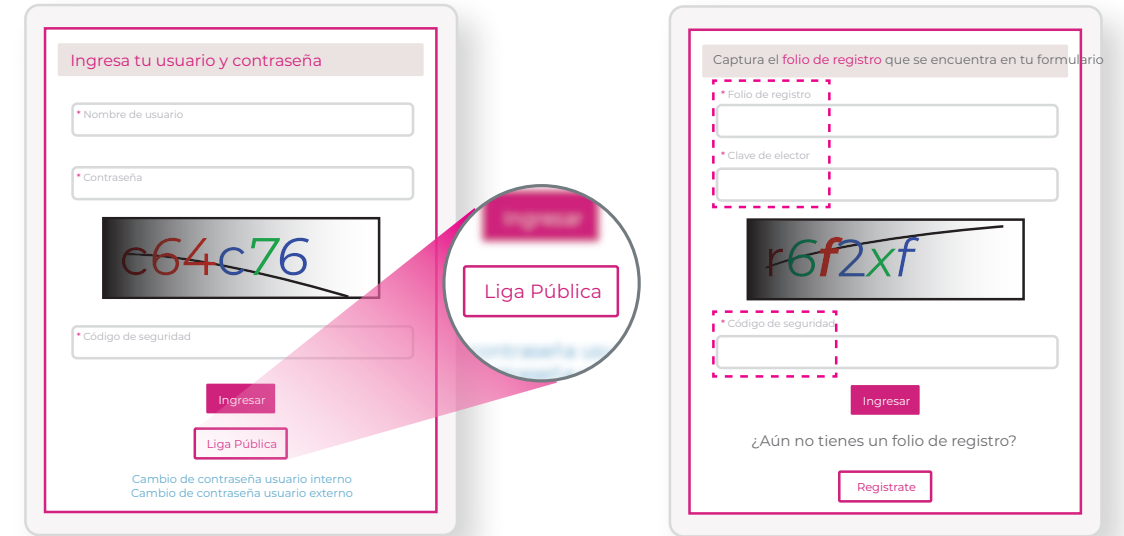 Ingresa tu usuario y contraseña
* Nombre de usuario
* Contraseña
c64c76
* Código de seguridad
Ingresar
Liga Pública
Cambio de contraseña usuario interno
Cambio de contraseña usuario externo
Ingresar
Liga Pública
Captura el folio de registro que se encuentra en tu formulario
* Folio de registro
* Clave de elector
r6f2xf
* Código de seguridad
Ingresar
¿Aún no tienes un folio de registro?
Registrate